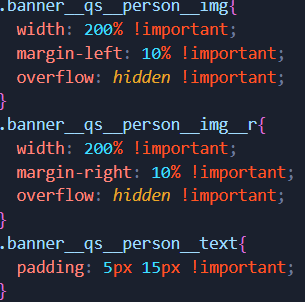 .banner__qs__person__img{
width: 200% !important;
margin-left: 10% !important;
overflow: hidden !important;
}
.banner__qs__person__img__r{
width: 200% !important;
margin-right: 10% !important;
overflow: hidden !important;
}
.banner__qs__person__text{
padding: 5px 15px !important;
}